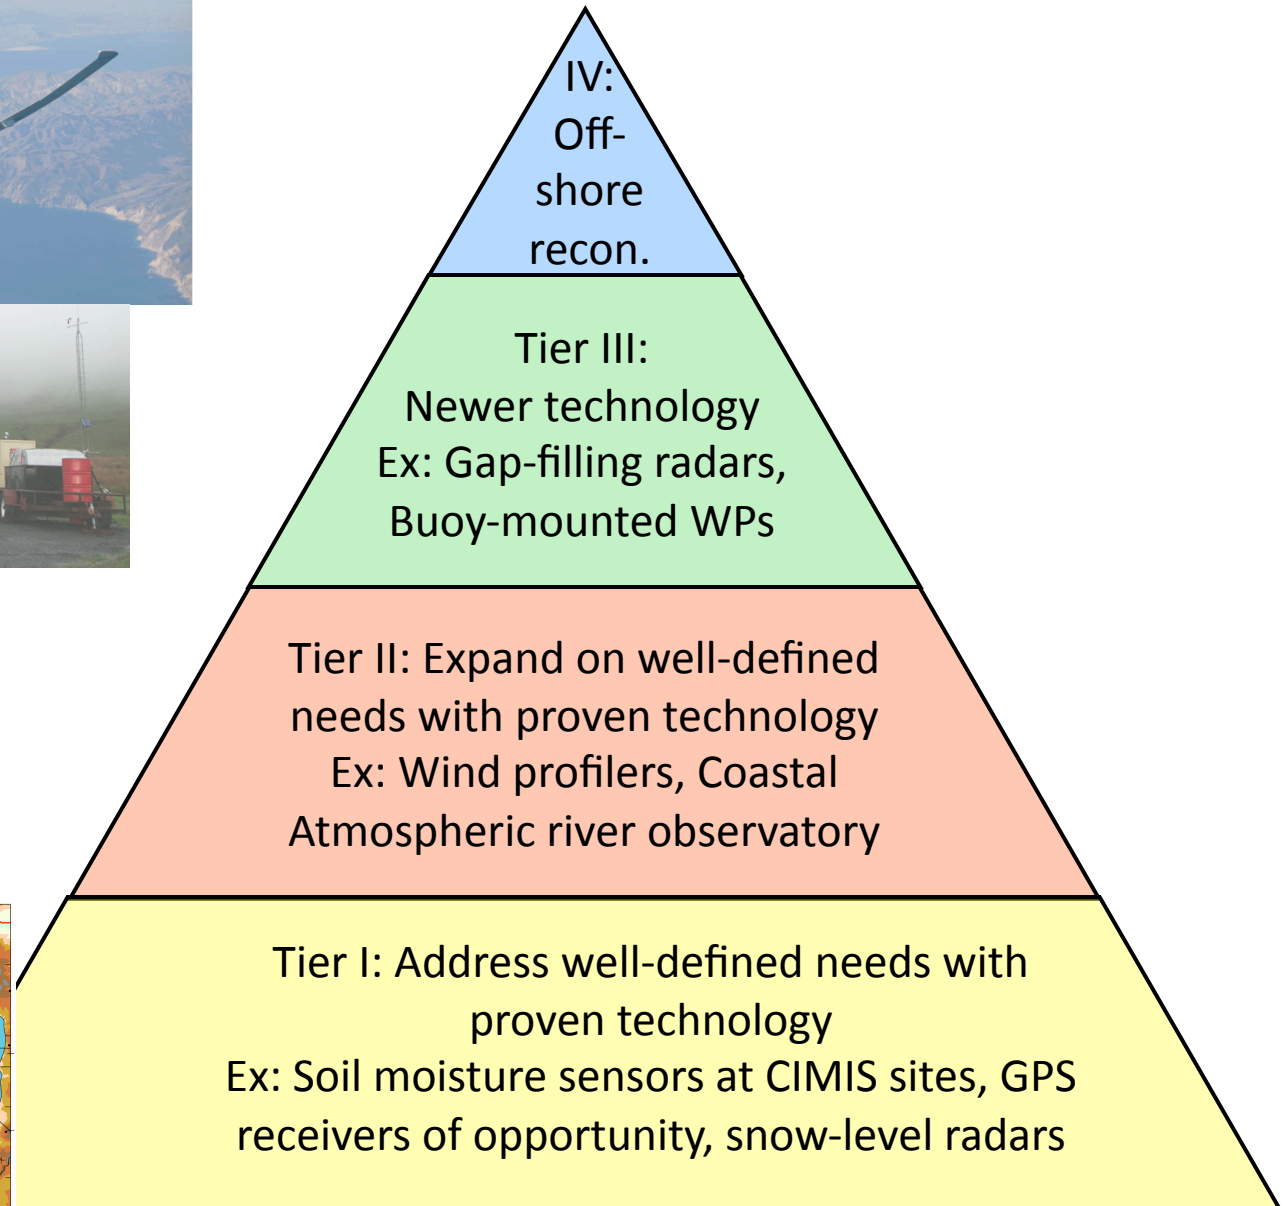 IV:
Off-
shore
recon.
Tier III:
Newer technology
Ex: Gap-filling radars,
Buoy-mounted WPs
Tier II: Expand on well-defined
needs with proven technology
Ex: Wind profilers, Coastal
Atmospheric river observatory
Tier I: Address well-defined needs with
proven technology
Ex: Soil moisture sensors at CIMIS sites, GPS
receivers of opportunity, snow-level radars